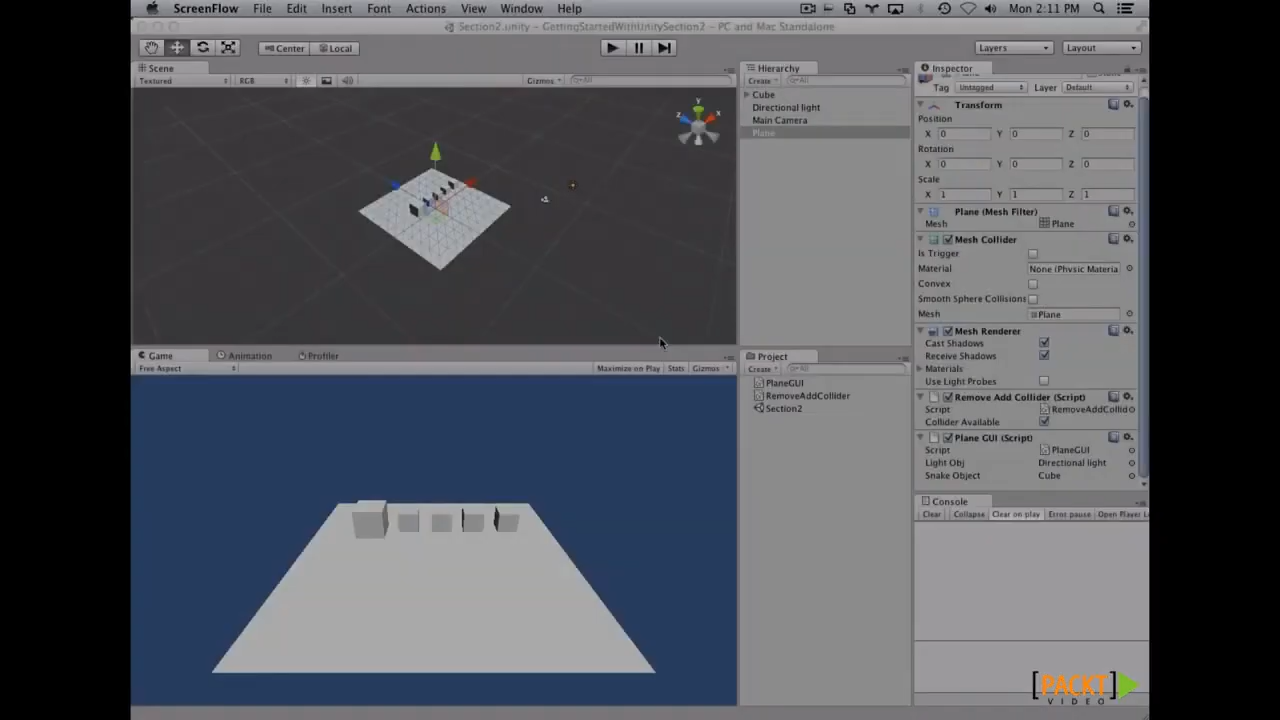 ScreenFlow File Edit Insert Font Actions View Window Help Mon 2:11 PM
Section2.unity – GettingStartedWithUnitySection2 – PC and Mac Standalone
Center Local Layers Layout
Scene
Textured RGB Gizmos All
Hierarchy
Create All
Cube
Directional light
Main Camera
Plane
Inspector
Tag Untagged Layer Default
Transform
Position
X 0 Y 0 Z 0
Rotation
X 0 Y 0 Z 0
Scale
X 1 Y 1 Z 1
Plane (Mesh Filter)
Mesh Plane
Mesh Collider
Is Trigger
Material None (Physic Materia
Convex
Smooth Sphere Collisions
Mesh Plane
Mesh Renderer
Cast Shadows
Receive Shadows
Materials
Use Light Probes
Remove Add Collider (Script)
Script RemoveAddCollid
Collider Available
Plane GUI (Script)
Script PlaneGUI
Light Obj Directional light
Snake Object Cube
Game Animation Profiler
Free Aspect Maximize on Play Stats Gizmos
Project
Create All
PlaneGUI
RemoveAddCollider
Section2
Console
Clear Collapse Clear on play Error pause Open Player L
[PACKT]
VIDEO
x y z